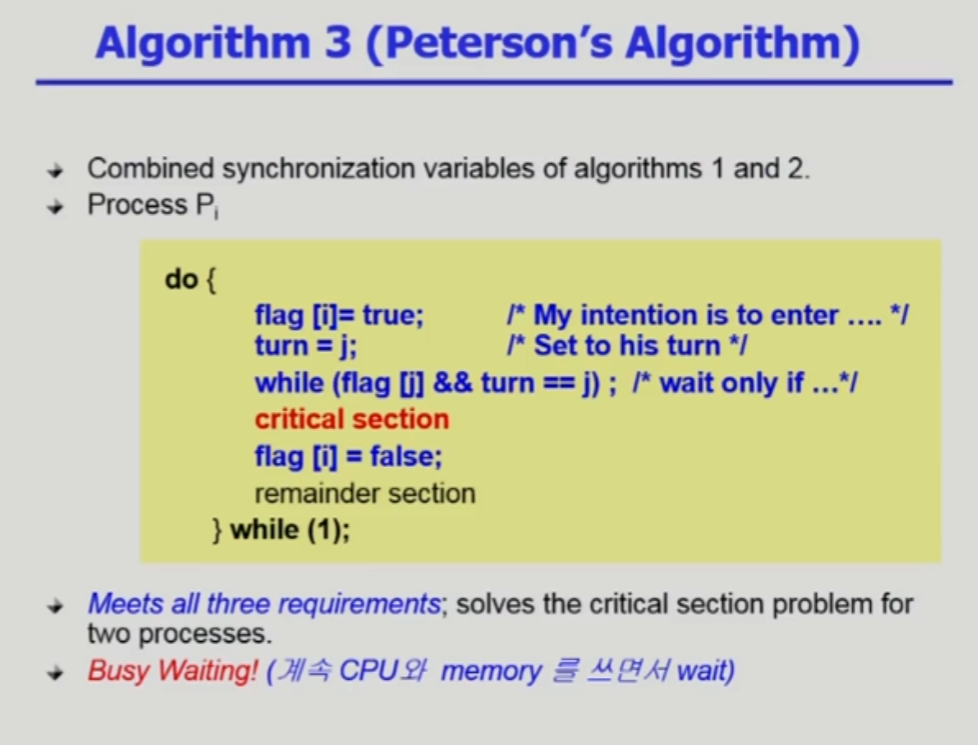 Algorithm 3 (Peterson's Algorithm)
Combined synchronization variables of algorithms 1 and 2.
Process Pi
do {
flag [i]= true; /* My intention is to enter .... */
turn = j; /* Set to his turn */
while (flag [j] && turn == j) ; /* wait only if ...*/
critical section
flag [i] = false;
remainder section
} while (1);
Meets all three requirements; solves the critical section problem for
two processes.
Busy Waiting! (계속 CPU와 memory 를 쓰면서 wait)